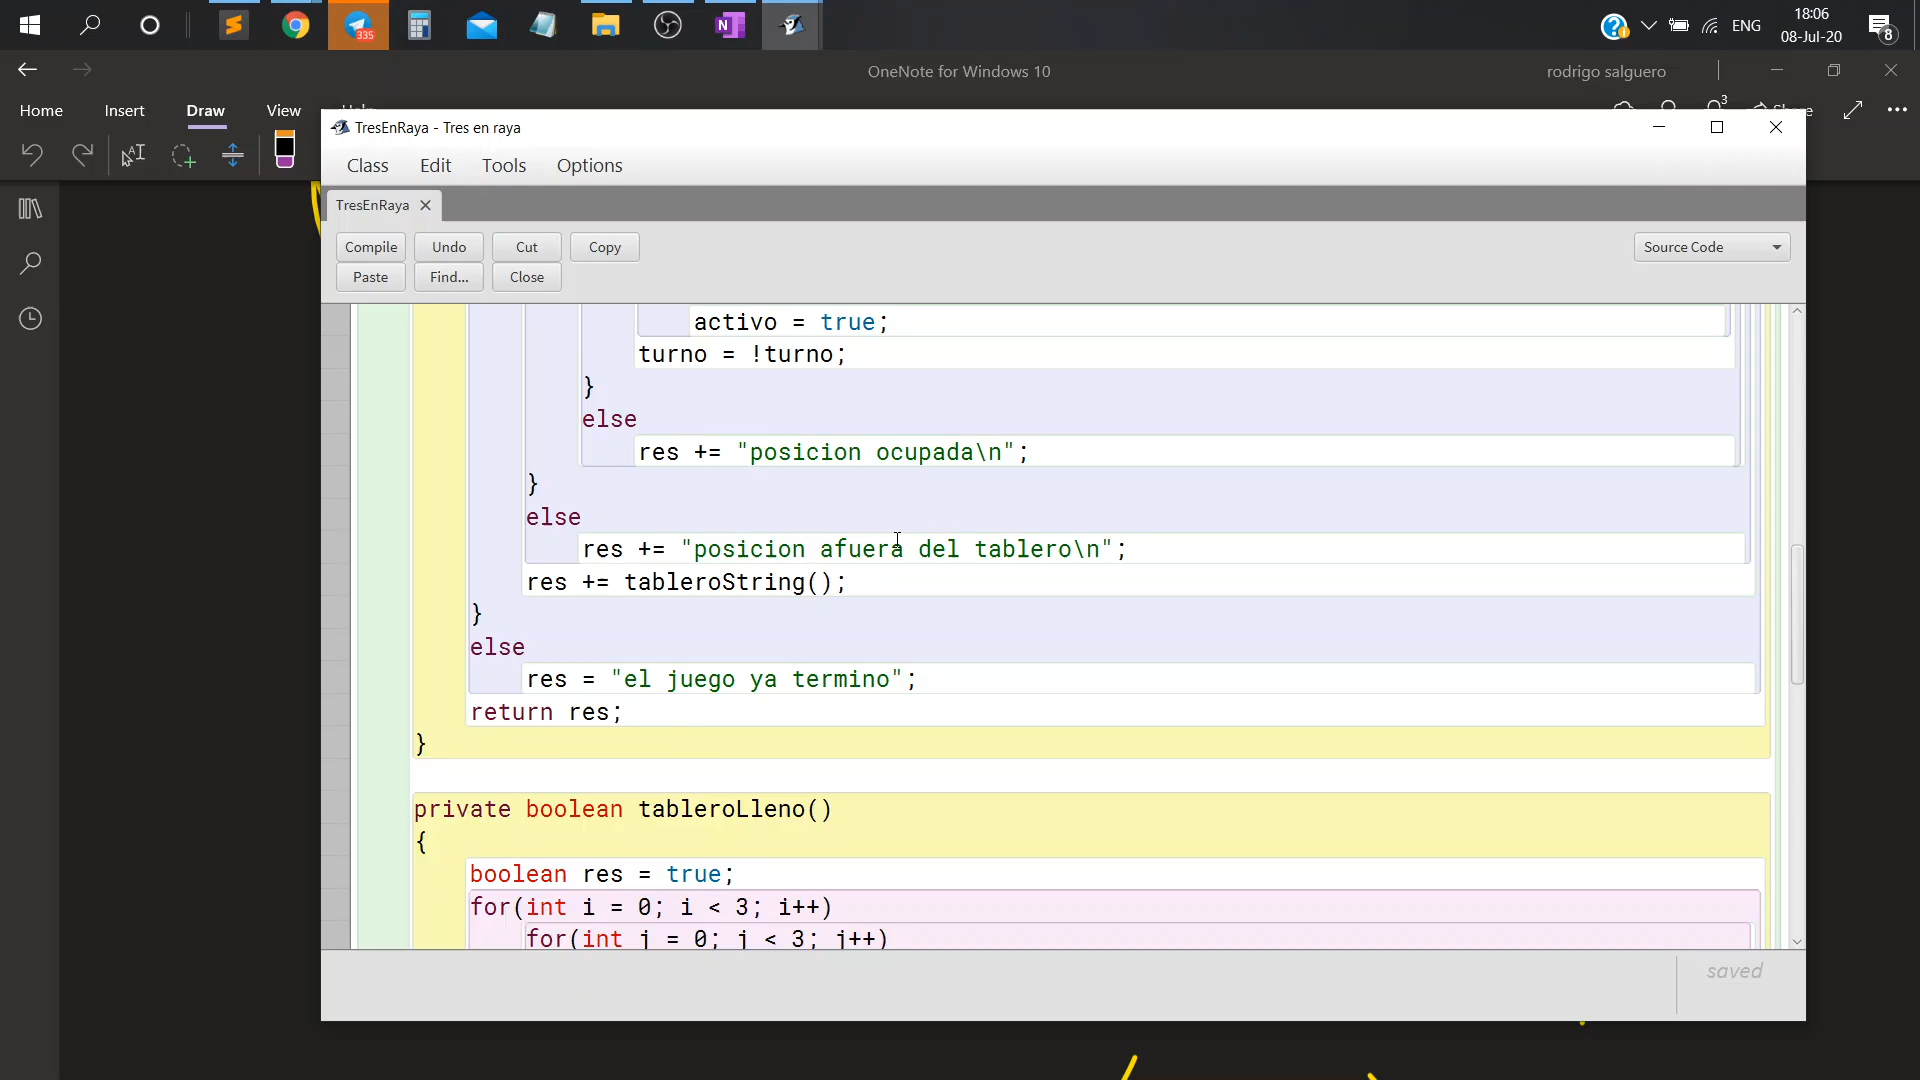 18:06
ENG
335
N
08-Jul-20
8
OneNote for Windows 10
rodrigo salguero
Home
Insert
Draw
View
3
TresEnRaya - Tres en raya
Class
Edit
Tools
Options
TresEnRaya
Compile
Undo
Cut
Copy
Source Code
Paste
Find...
Close
activo = true;
turno = !turno;
}
else
res += "posicion ocupada\n";
}
else
res += "posicion afuera del tablero\n";
res += tableroString();
}
else
res = "el juego ya termino";
return res;
}
private boolean tableroLleno()
{
boolean res = true;
for(int i = 0; i < 3; i++)
for(int j = 0; j < 3; j++)
saved